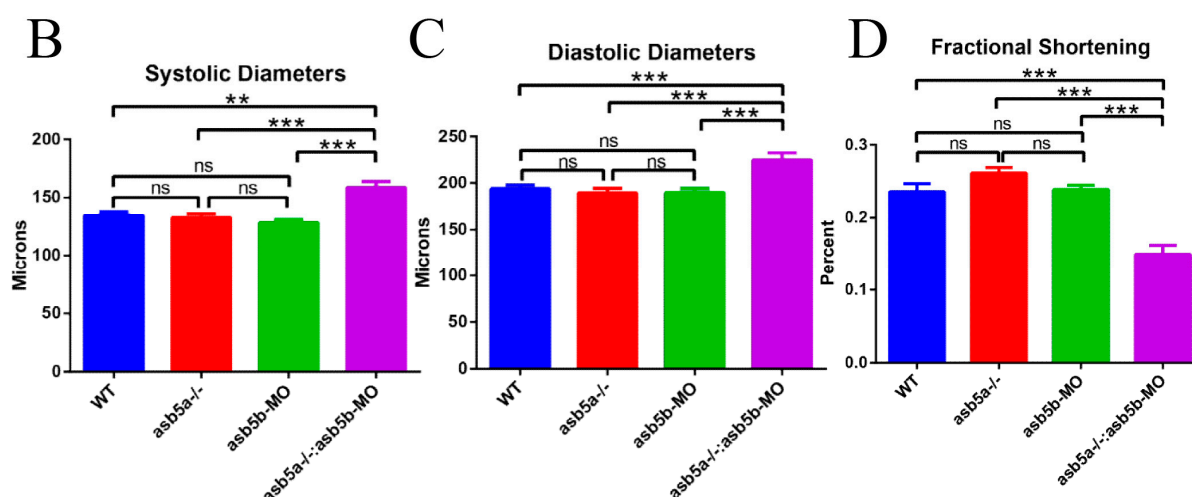 B
Systolic Diameters
**
***
***
ns
ns
ns
200
150
100
50
0
Microns
WT
asb5a-/-
asb5b-MO
asb5a-/-:asb5b-MO
C
Diastolic Diameters
***
***
***
ns
ns
ns
250
200
150
100
50
0
Microns
WT
asb5a-/-
asb5b-MO
asb5a-/-:asb5b-MO
D
Fractional Shortening
***
***
***
ns
ns
ns
0.3
0.2
0.1
0.0
Percent
WT
asb5a-/-
asb5b-MO
asb5a-/-:asb5b-MO